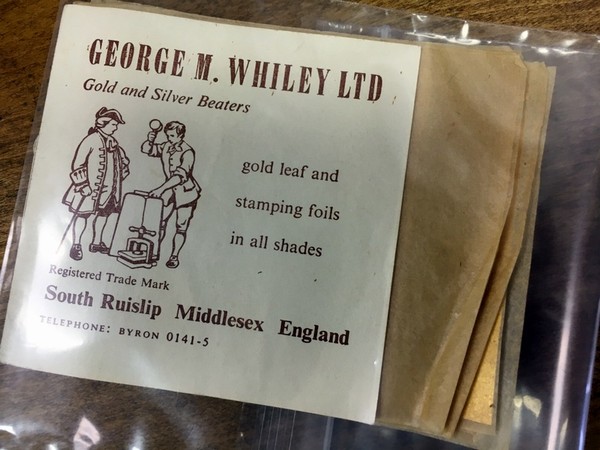 GEORGE M. WHILEY LTD
Gold and Silver Beaters
gold leaf and
stamping foils
in all shades
Registered Trade Mark
South Ruislip Middlesex England
TELEPHONE: BYRON 0141-5